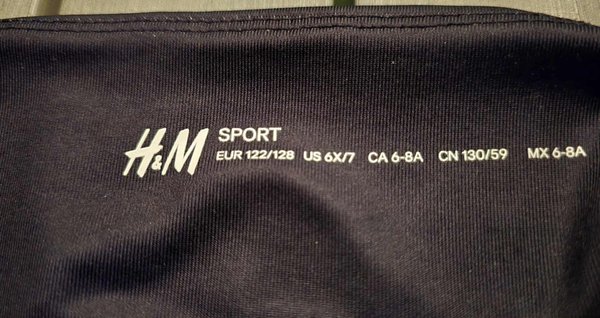 H&M SPORT
EUR 122/128 US 6X/7 CA 6-8A CN 130/59 MX 6-8A